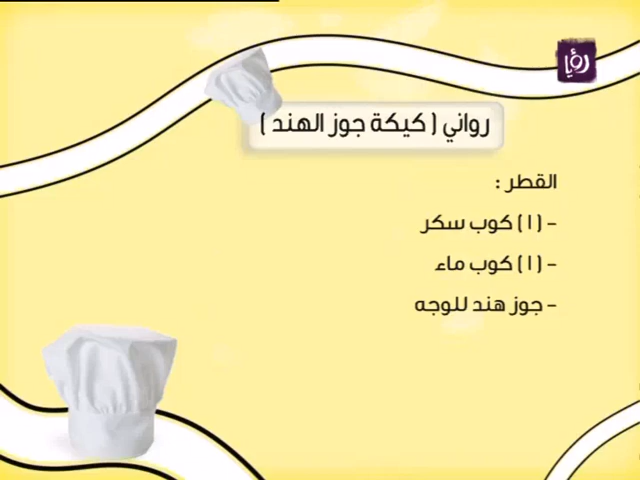 رؤيا
رواني ( كيكة جوز الهند )
القطر :
- (١) كوب سكر
- (١) كوب ماء
- جوز هند للوجه